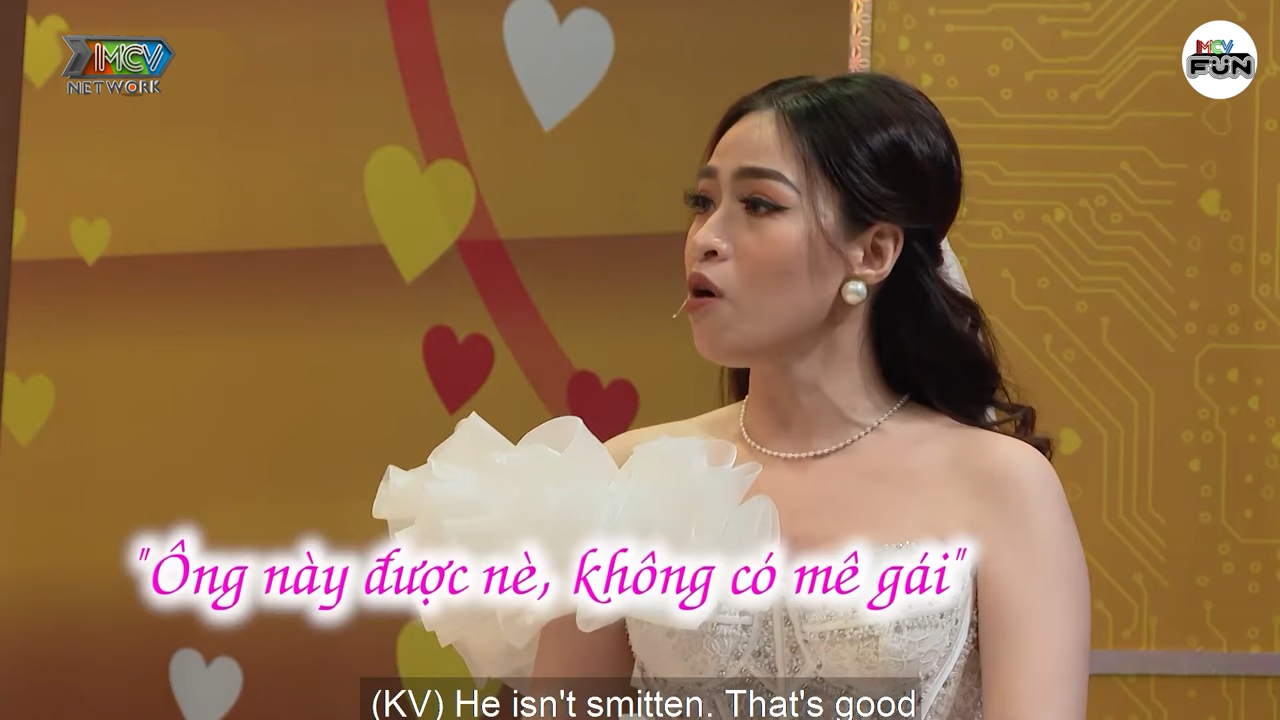 MCV
NETWORK
MCV
FUN
"Ông này được nè, không có mê gái"
(KV) He isn't smitten. That's good